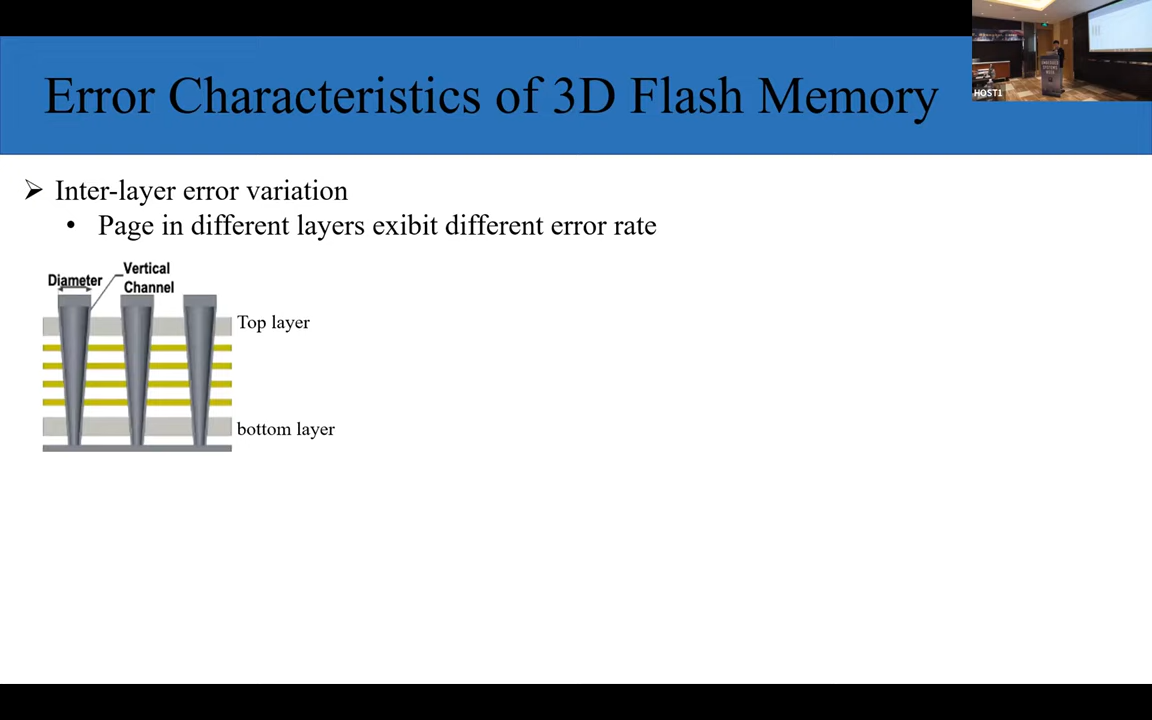 Error Characteristics of 3D Flash Memory
HOST1
Inter-layer error variation
Page in different layers exibit different error rate
Diameter
Vertical
Channel
Top layer
bottom layer